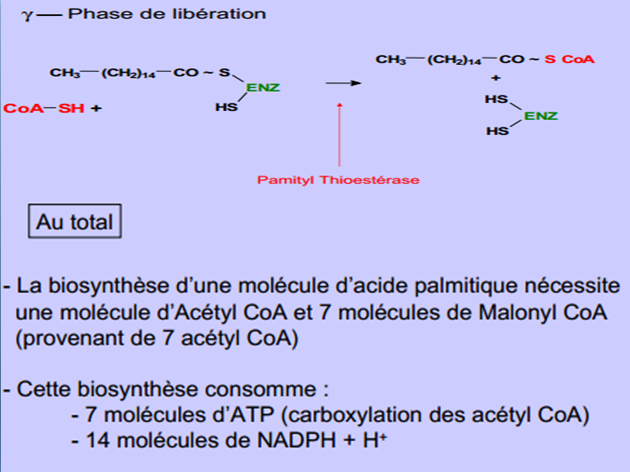 γ — Phase de libération
CH₃—(CH₂)₁₄—CO ~ S
ENZ
HS
CoA—SH +
CH₃—(CH₂)₁₄—CO ~ S CoA
+
HS
ENZ
HS
Pamityl Thioestérase
Au total
- La biosynthèse d'une molécule d'acide palmitique nécessite
une molécule d'Acétyl CoA et 7 molécules de Malonyl CoA
(provenant de 7 acétyl CoA)
- Cette biosynthèse consomme :
- 7 molécules d'ATP (carboxylation des acétyl CoA)
- 14 molécules de NADPH + H⁺